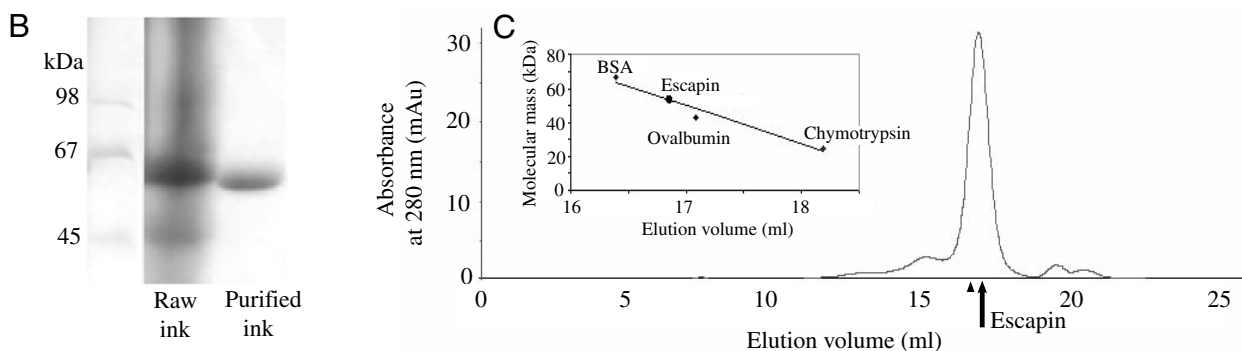 B
kDa
98
67
45
Raw
ink
Purified
ink
C
Absorbance
at 280 nm (mAu)
30
20
10
0
0
5
10
15
20
25
Elution volume (ml)
Escapin
Molecular mass (kDa)
80
60
40
20
0
16
17
18
Elution volume (ml)
BSA
Escapin
Ovalbumin
Chymotrypsin